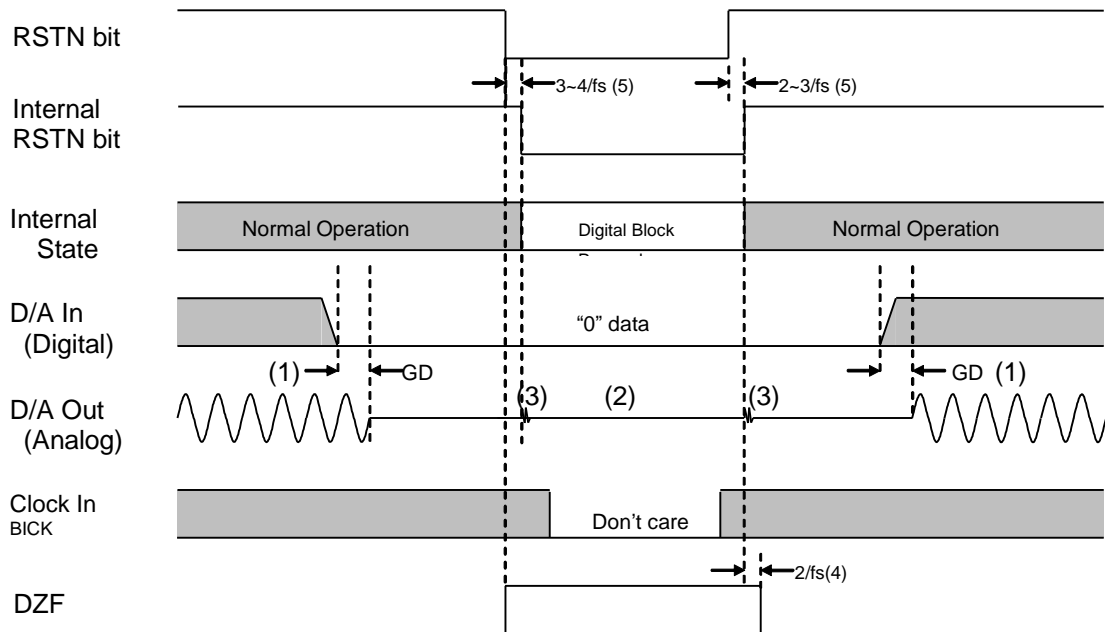 RSTN bit
3~4/fs (5)
2~3/fs (5)
Internal
RSTN bit
Internal
State
Normal Operation
Digital Block
Normal Operation
D/A In
(Digital)
“0” data
(1)
GD
GD
(1)
D/A Out
(Analog)
(3)
(2)
(3)
Clock In
BICK
Don’t care
2/fs(4)
DZF